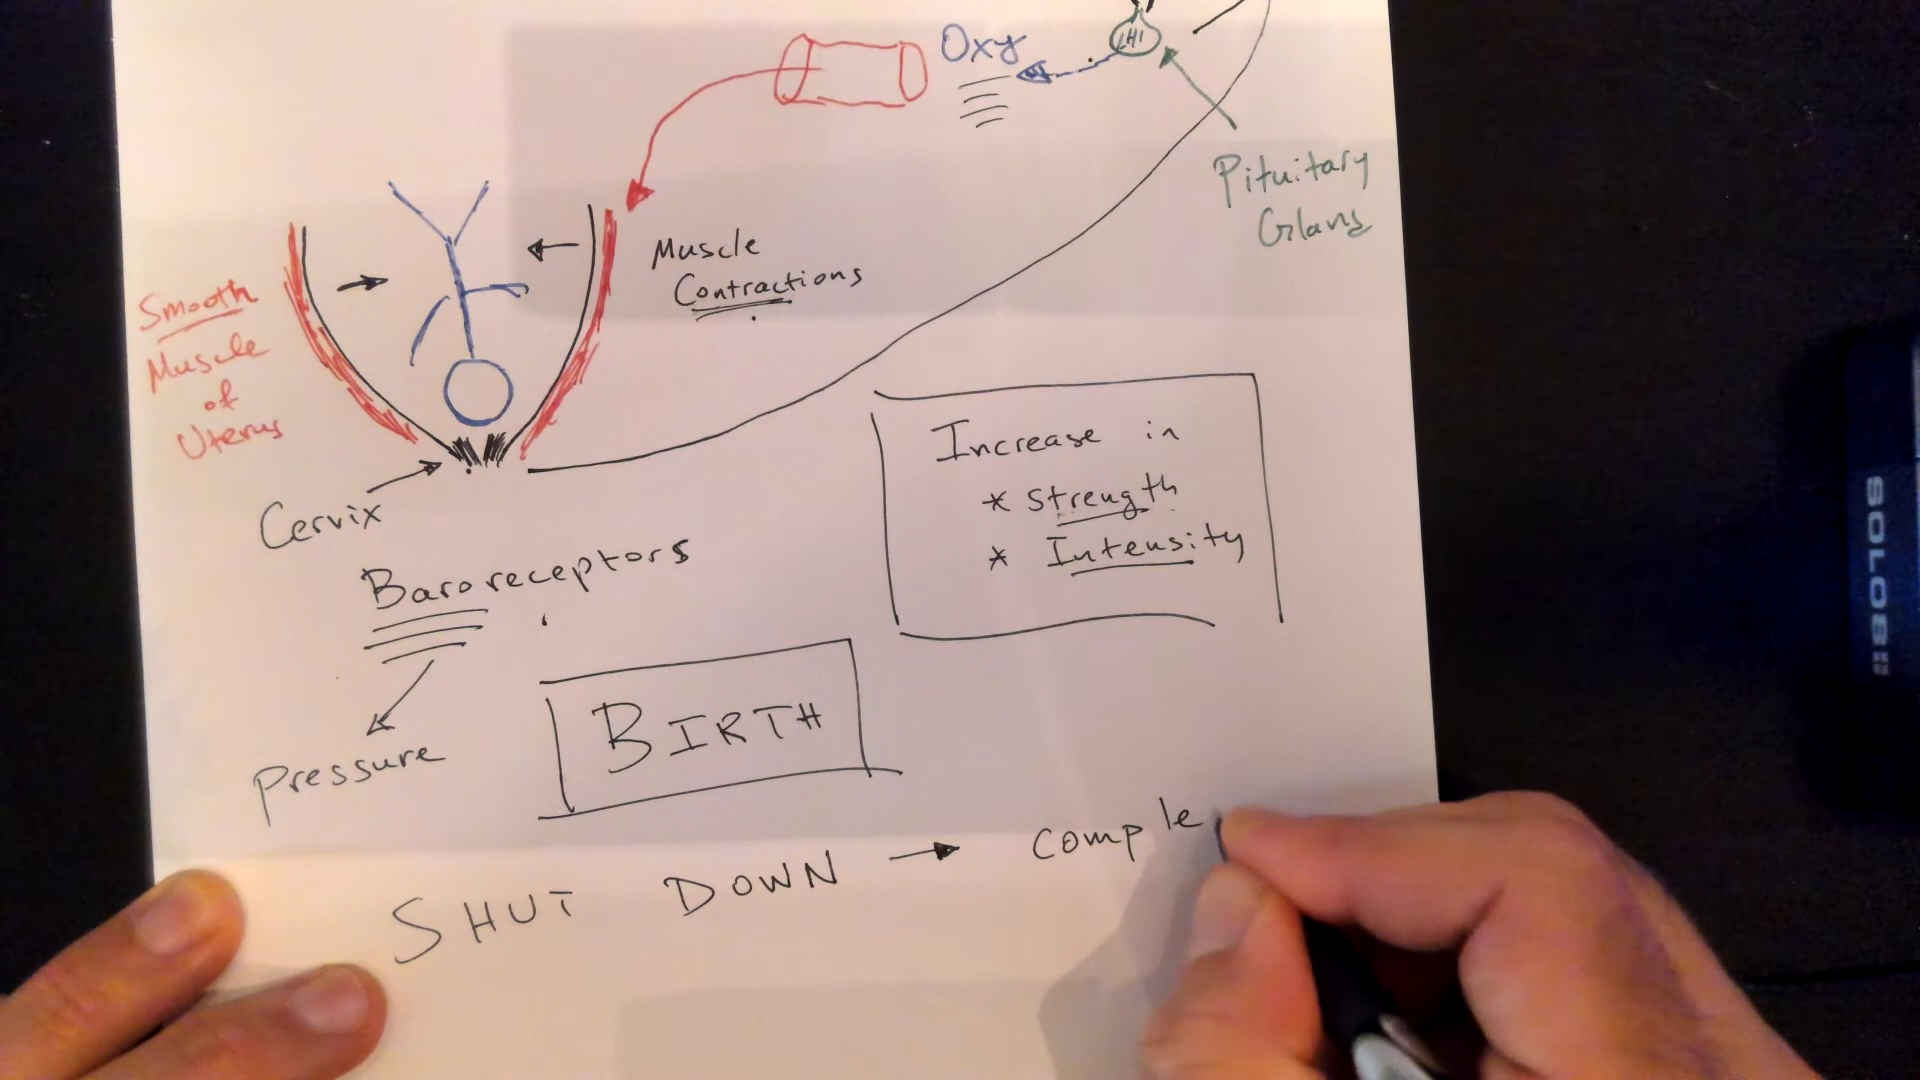 Oxy
Pituitary
Gland
Muscle
Contractions
Smooth
Muscle
of
Uterus
Increase in
* Strength
* Intensity
Cervix
Baroreceptors
Pressure
BIRTH
SHUT DOWN → comple